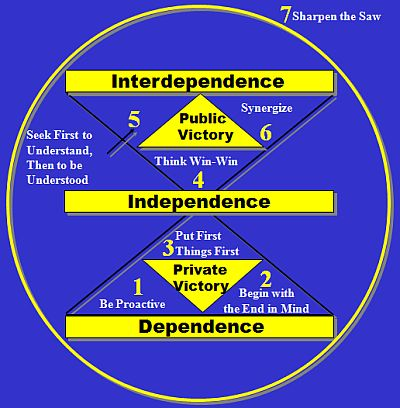 7 Sharpen the Saw
Interdependence
5
Public
Victory
Synergize
6
Seek First to
Understand,
Then to be
Understood
Think Win-Win
4
Independence
Put First
3 Things First
Private
Victory
1
Be Proactive
2
Begin with
the End in Mind
Dependence